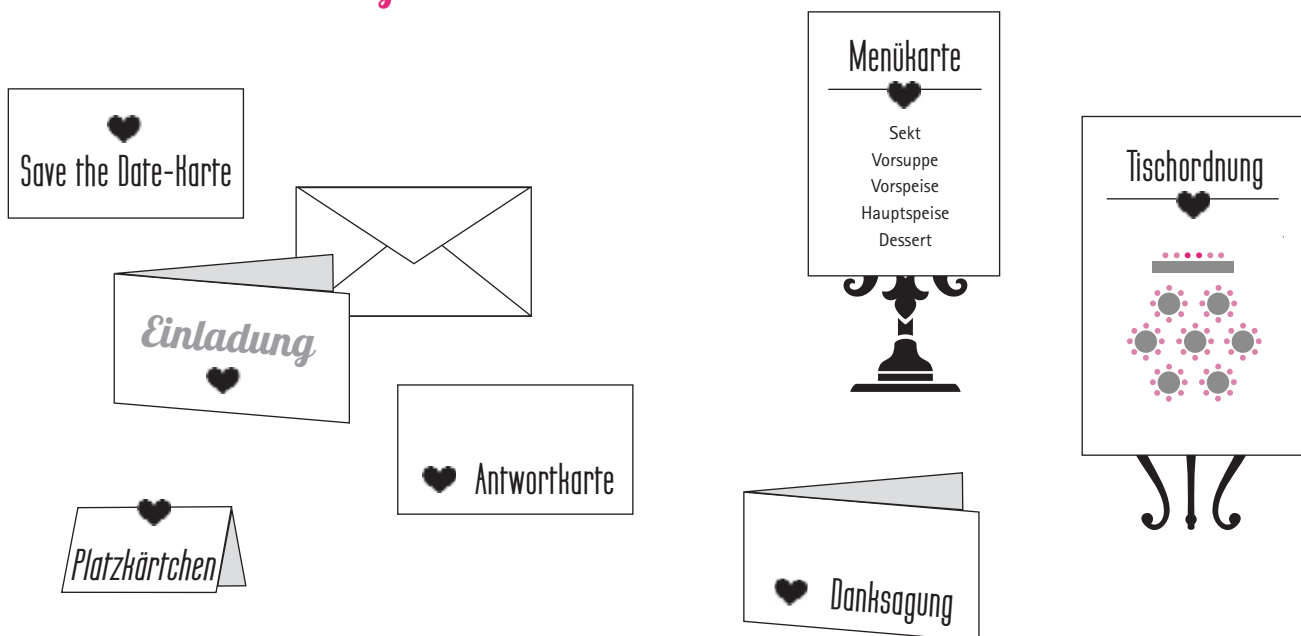 Save the Date-Karte
Einladung
Antwortkarte
Platzkärtchen
Menükarte
Sekt
Vorsuppe
Vorspeise
Hauptspeise
Dessert
Tischordnung
Danksagung